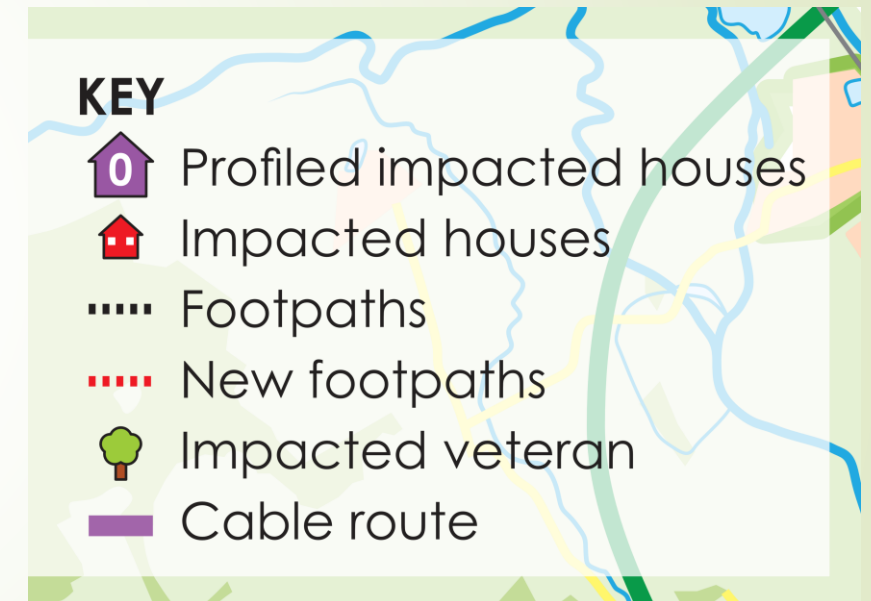 KEY
0 Profiled impacted houses
Impacted houses
Footpaths
New footpaths
Impacted veteran
Cable route